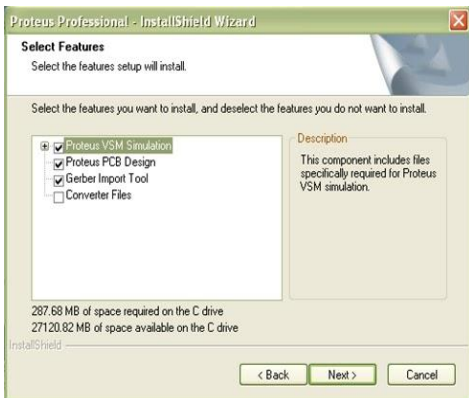 Proteus Professional - InstallShield Wizard
Select Features
Select the features setup will install.
Select the features you want to install, and deselect the features you do not want to install.
Proteus VSM Simulation
Proteus PCB Design
Gerber Import Tool
Converter Files
Description
This component includes files
specifically required for Proteus
VSM simulation.
287.68 MB of space required on the C drive
27120.82 MB of space available on the C drive
InstallShield
< Back
Next >
Cancel